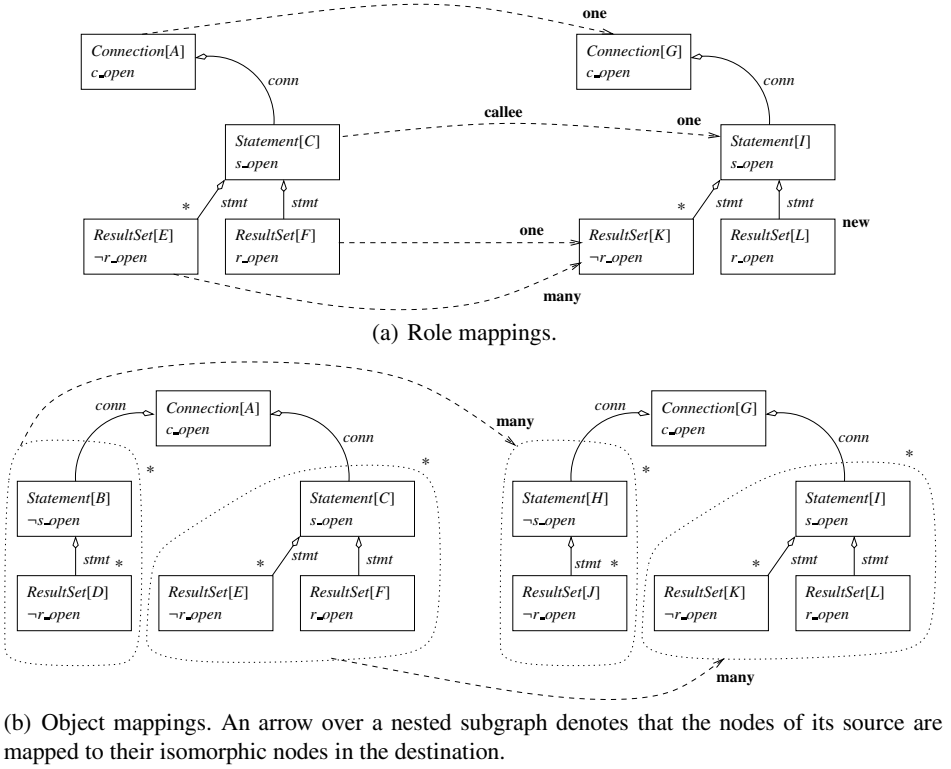 one
Connection[A]
c_open
Connection[G]
c_open
conn
conn
callee
one
Statement[C]
s_open
Statement[I]
s_open
* stmt stmt
* stmt stmt
ResultSet[E]
¬r_open
ResultSet[F]
r_open
one
ResultSet[K]
¬r_open
ResultSet[L]
r_open
new
many
(a) Role mappings.
conn
Connection[A]
c_open
conn
many
conn
Connection[G]
c_open
conn
*
*
*
*
Statement[B]
¬s_open
Statement[C]
s_open
Statement[H]
¬s_open
Statement[I]
s_open
stmt *
* stmt stmt
stmt *
* stmt stmt
ResultSet[D]
¬r_open
ResultSet[E]
¬r_open
ResultSet[F]
r_open
ResultSet[J]
¬r_open
ResultSet[K]
¬r_open
ResultSet[L]
r_open
many
(b) Object mappings. An arrow over a nested subgraph denotes that the nodes of its source are
mapped to their isomorphic nodes in the destination.